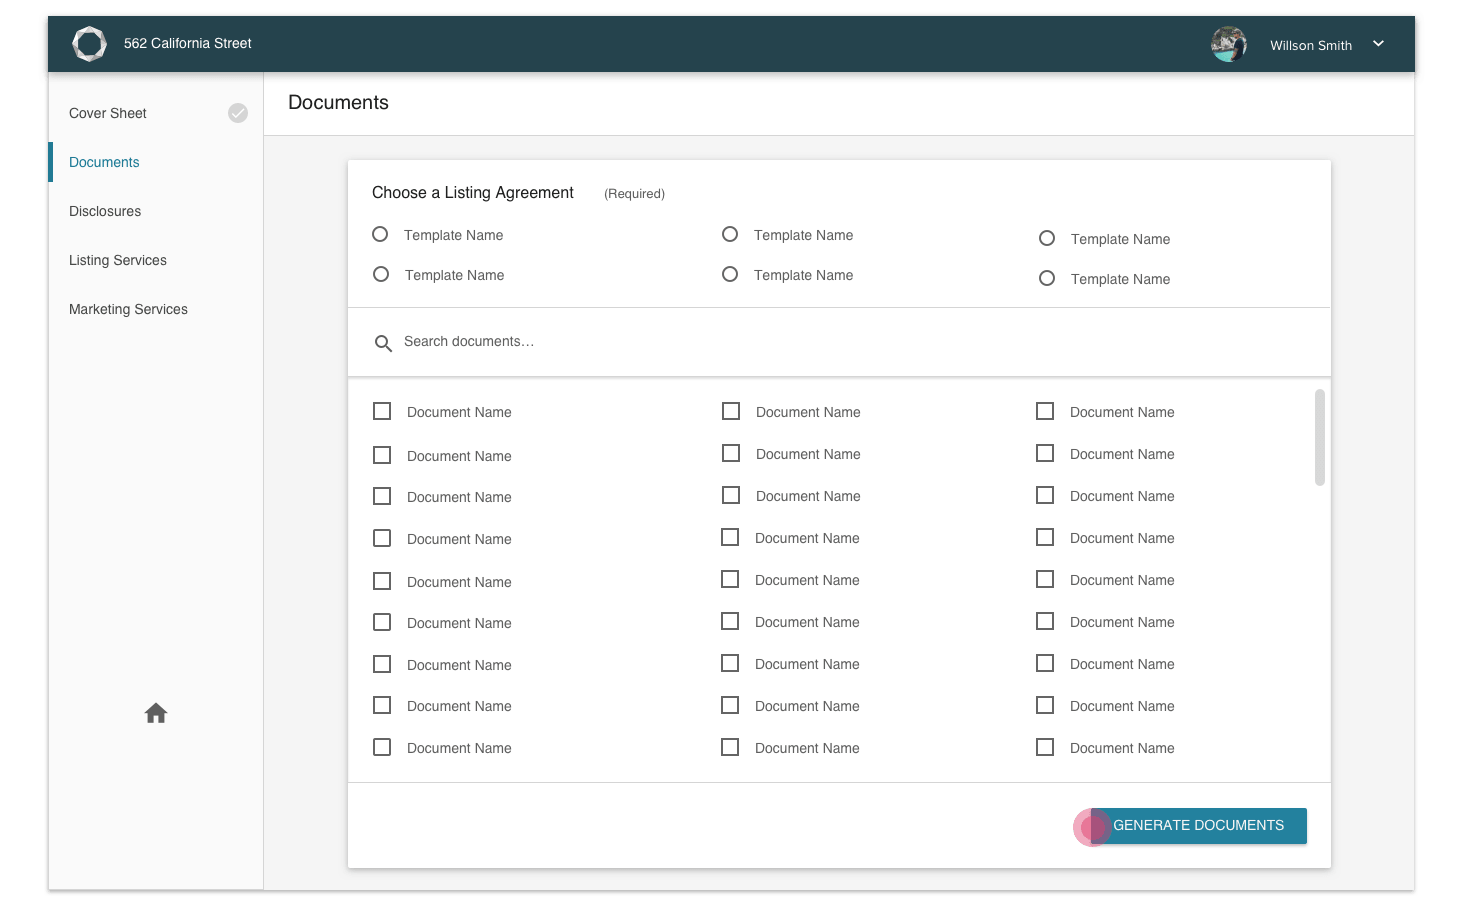 562 California Street
Willson Smith
Cover Sheet
Documents
Disclosures
Listing Services
Marketing Services
Documents
Choose a Listing Agreement (Required)
Template Name Template Name Template Name
Template Name Template Name Template Name
Search documents…
Document Name Document Name Document Name
Document Name Document Name Document Name
Document Name Document Name Document Name
Document Name Document Name Document Name
Document Name Document Name Document Name
Document Name Document Name Document Name
Document Name Document Name Document Name
Document Name Document Name Document Name
Document Name Document Name Document Name
GENERATE DOCUMENTS